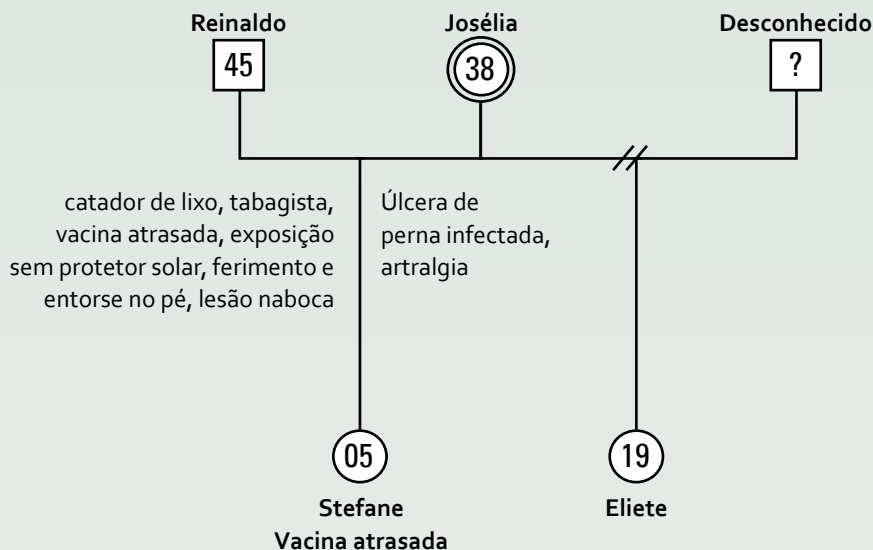 Reinaldo
Josélia
Desconhecido
45
38
?
catador de lixo, tabagista,
vacina atrasada, exposição
sem protetor solar, ferimento e
entorse no pé, lesão naboca
Úlcera de
perna infectada,
artralgia
05
19
Stefane
Vacina atrasada
Eliete